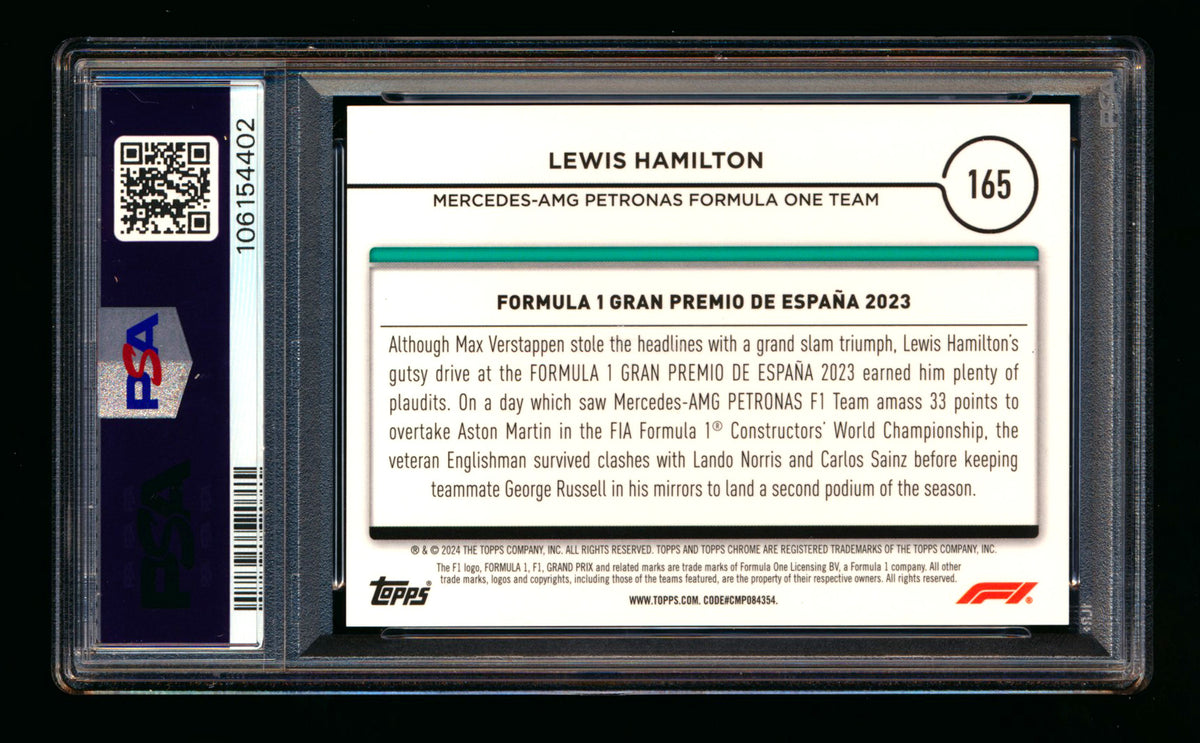 106154402
PSA
PSA
LEWIS HAMILTON
165
MERCEDES-AMG PETRONAS FORMULA ONE TEAM
FORMULA 1 GRAN PREMIO DE ESPAÑA 2023
Although Max Verstappen stole the headlines with a grand slam triumph, Lewis Hamilton's
gutsy drive at the FORMULA 1 GRAN PREMIO DE ESPAÑA 2023 earned him plenty of
plaudits. On a day which saw Mercedes-AMG PETRONAS F1 Team amass 33 points to
overtake Aston Martin in the FIA Formula 1® Constructors' World Championship, the
veteran Englishman survived clashes with Lando Norris and Carlos Sainz before keeping
teammate George Russell in his mirrors to land a second podium of the season.
® & © 2024 THE TOPPS COMPANY, INC. ALL RIGHTS RESERVED. TOPPS AND TOPPS CHROME ARE REGISTERED TRADEMARKS OF THE TOPPS COMPANY, INC.
The F1 logo, FORMULA 1, F1, GRAND PRIX and related marks are trade marks of Formula One Licensing BV, a Formula 1 company. All other
trade marks, logos and copyrights, including those of the teams featured, are the property of their respective owners. All rights reserved.
topps®
WWW.TOPPS.COM. CODE#CMP084354.
F1®